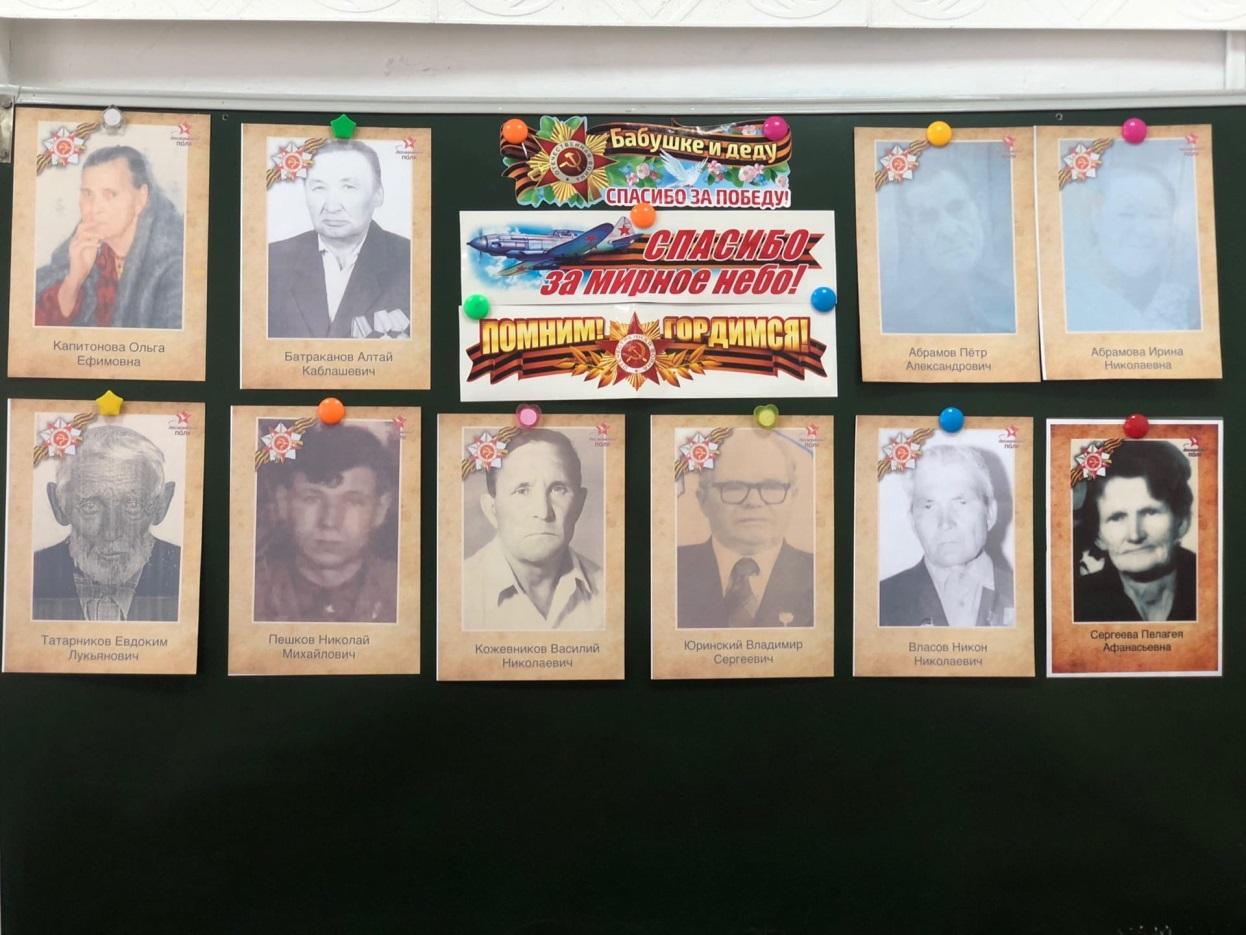 Капитонова Ольга
Ефимовна
Батраканов Алтай
Каблашевич
Бабушке и деду
СПАСИБО ЗА ПОБЕДУ!
СПАСИБО
за мирное небо!
ПОМНИМ! ГОРДИМСЯ!
Абрамов Пётр
Александрович
Абрамова Ирина
Николаевна
Татарников Евдоким
Лукьянович
Пешков Николай
Михайлович
Кожевников Василий
Николаевич
Юринский Владимир
Сергеевич
Власов Никон
Николаевич
Сергеева Пелагея
Афанасьевна